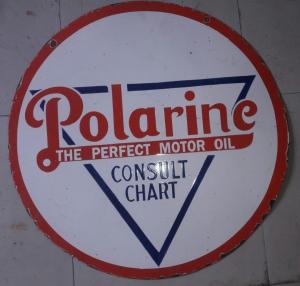 Polarine
THE PERFECT MOTOR OIL
CONSULT
CHART